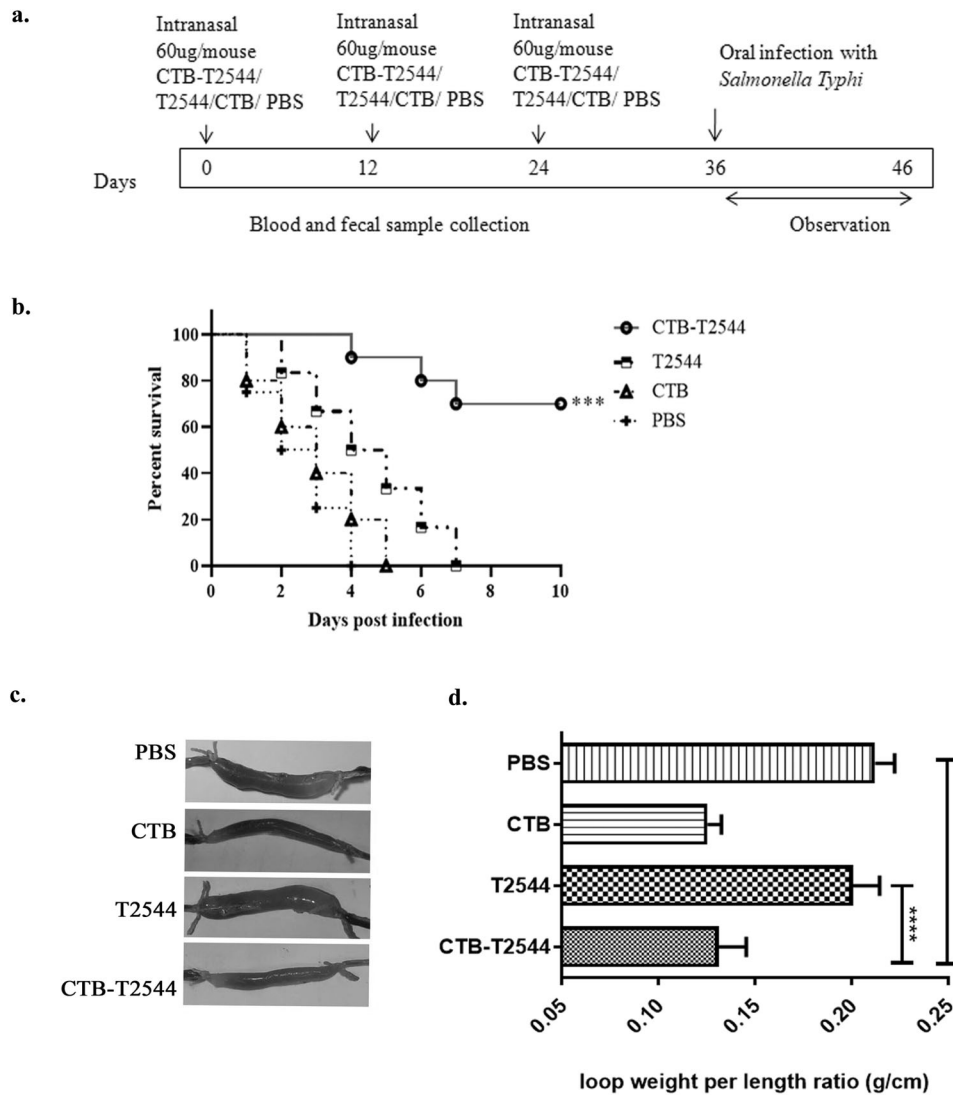 a.
Intranasal
60ug/mouse
CTB-T2544/
T2544/CTB/ PBS
Intranasal
60ug/mouse
CTB-T2544/
T2544/CTB/ PBS
Intranasal
60ug/mouse
CTB-T2544/
T2544/CTB/ PBS
Oral infection with
Salmonella Typhi
Days
0 12 24 36 46
Blood and fecal sample collection
Observation
b.
Percent survival
100
80
60
40
20
0
0 2 4 6 8 10
Days post infection
CTB-T2544
T2544
CTB
PBS
***
c.
PBS
CTB
T2544
CTB-T2544
d.
PBS
CTB
T2544
CTB-T2544
****
0.05 0.10 0.15 0.20 0.25
loop weight per length ratio (g/cm)